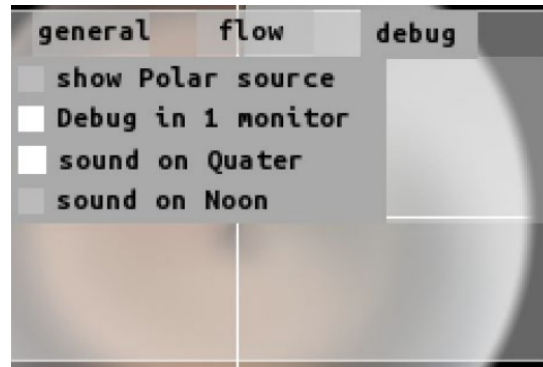 general flow debug
show Polar source
Debug in 1 monitor
sound on Quater
sound on Noon